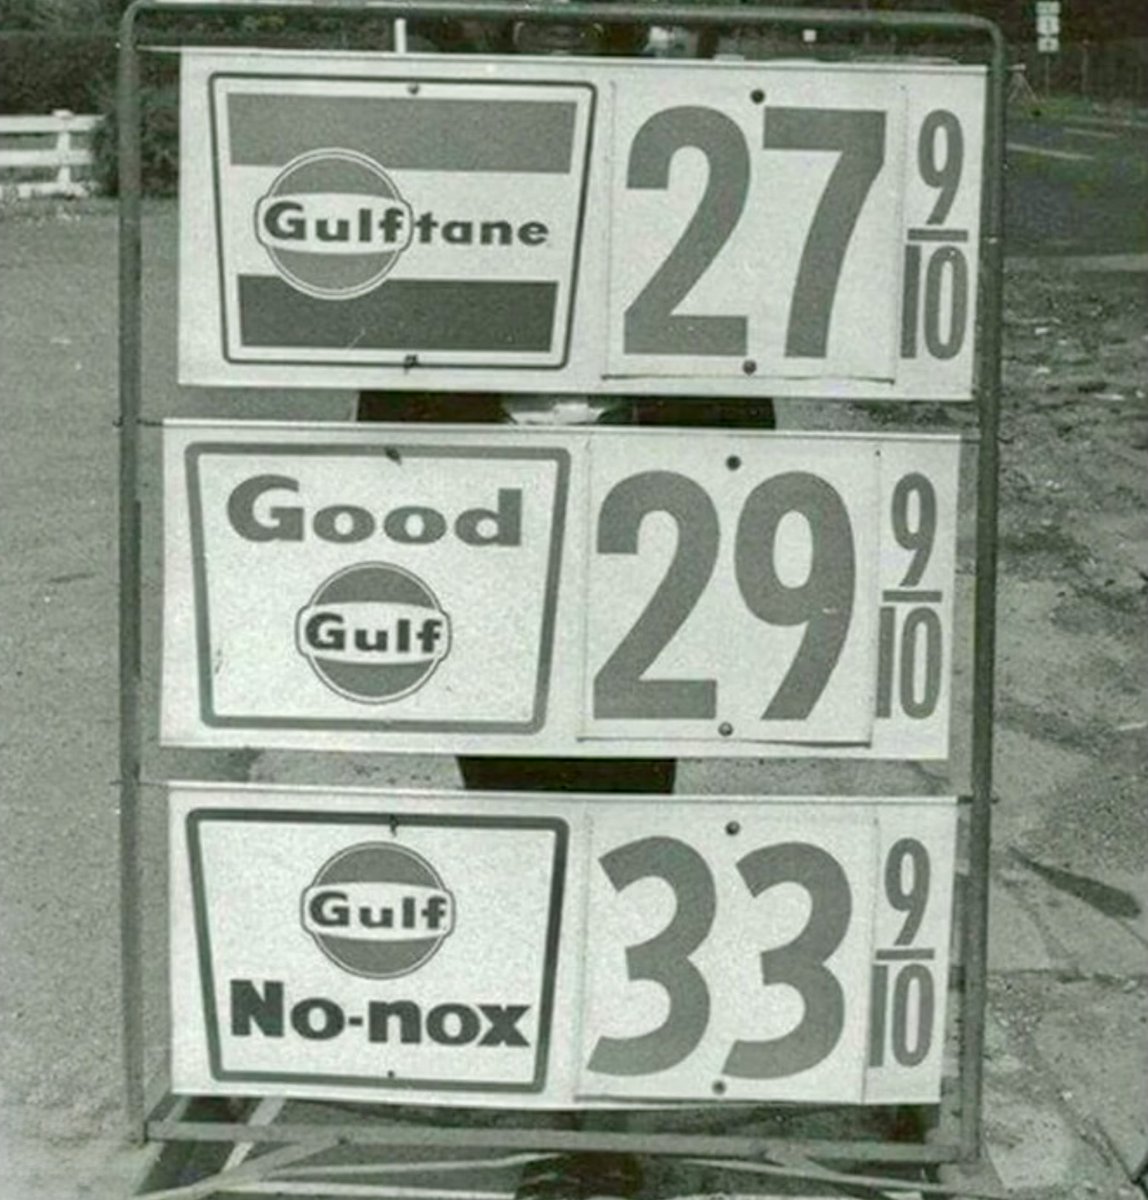 Gulftane 27 9/10
Good
Gulf 29 9/10
Gulf
No-nox 33 9/10